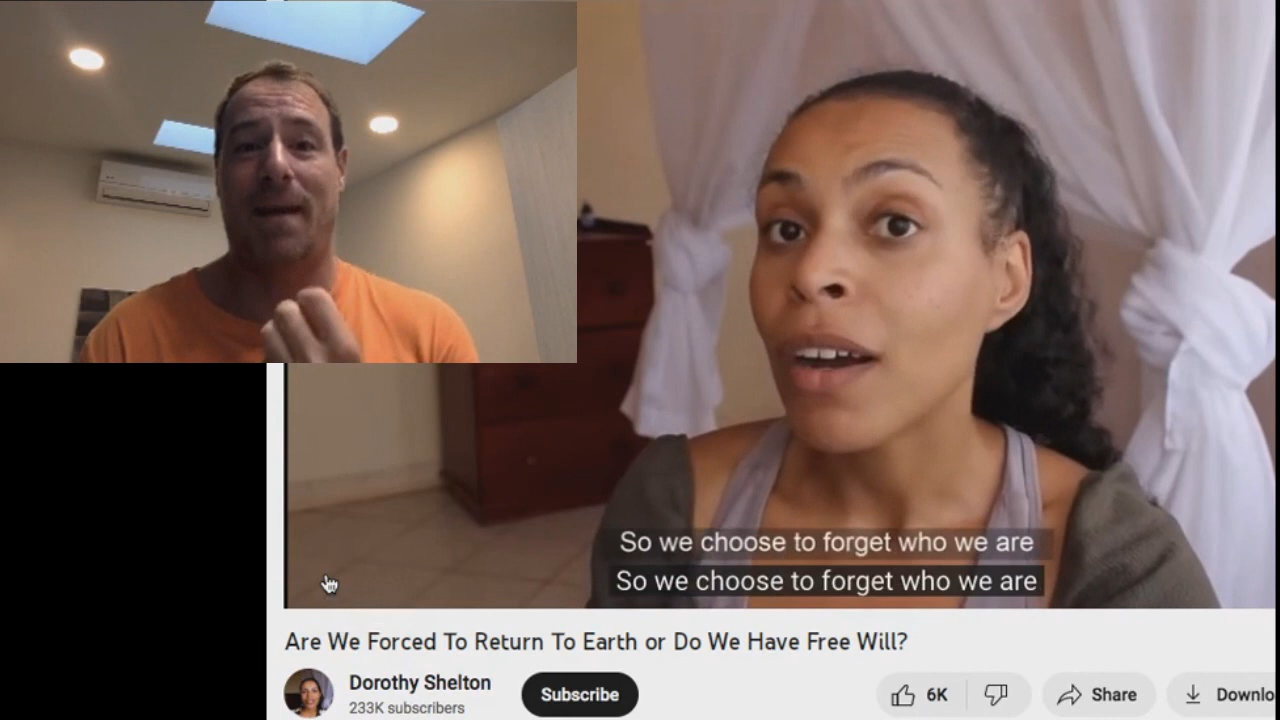 So we choose to forget who we are
So we choose to forget who we are
Are We Forced To Return To Earth or Do We Have Free Will?
Dorothy Shelton
233K subscribers
Subscribe
6K
Share
Downlo